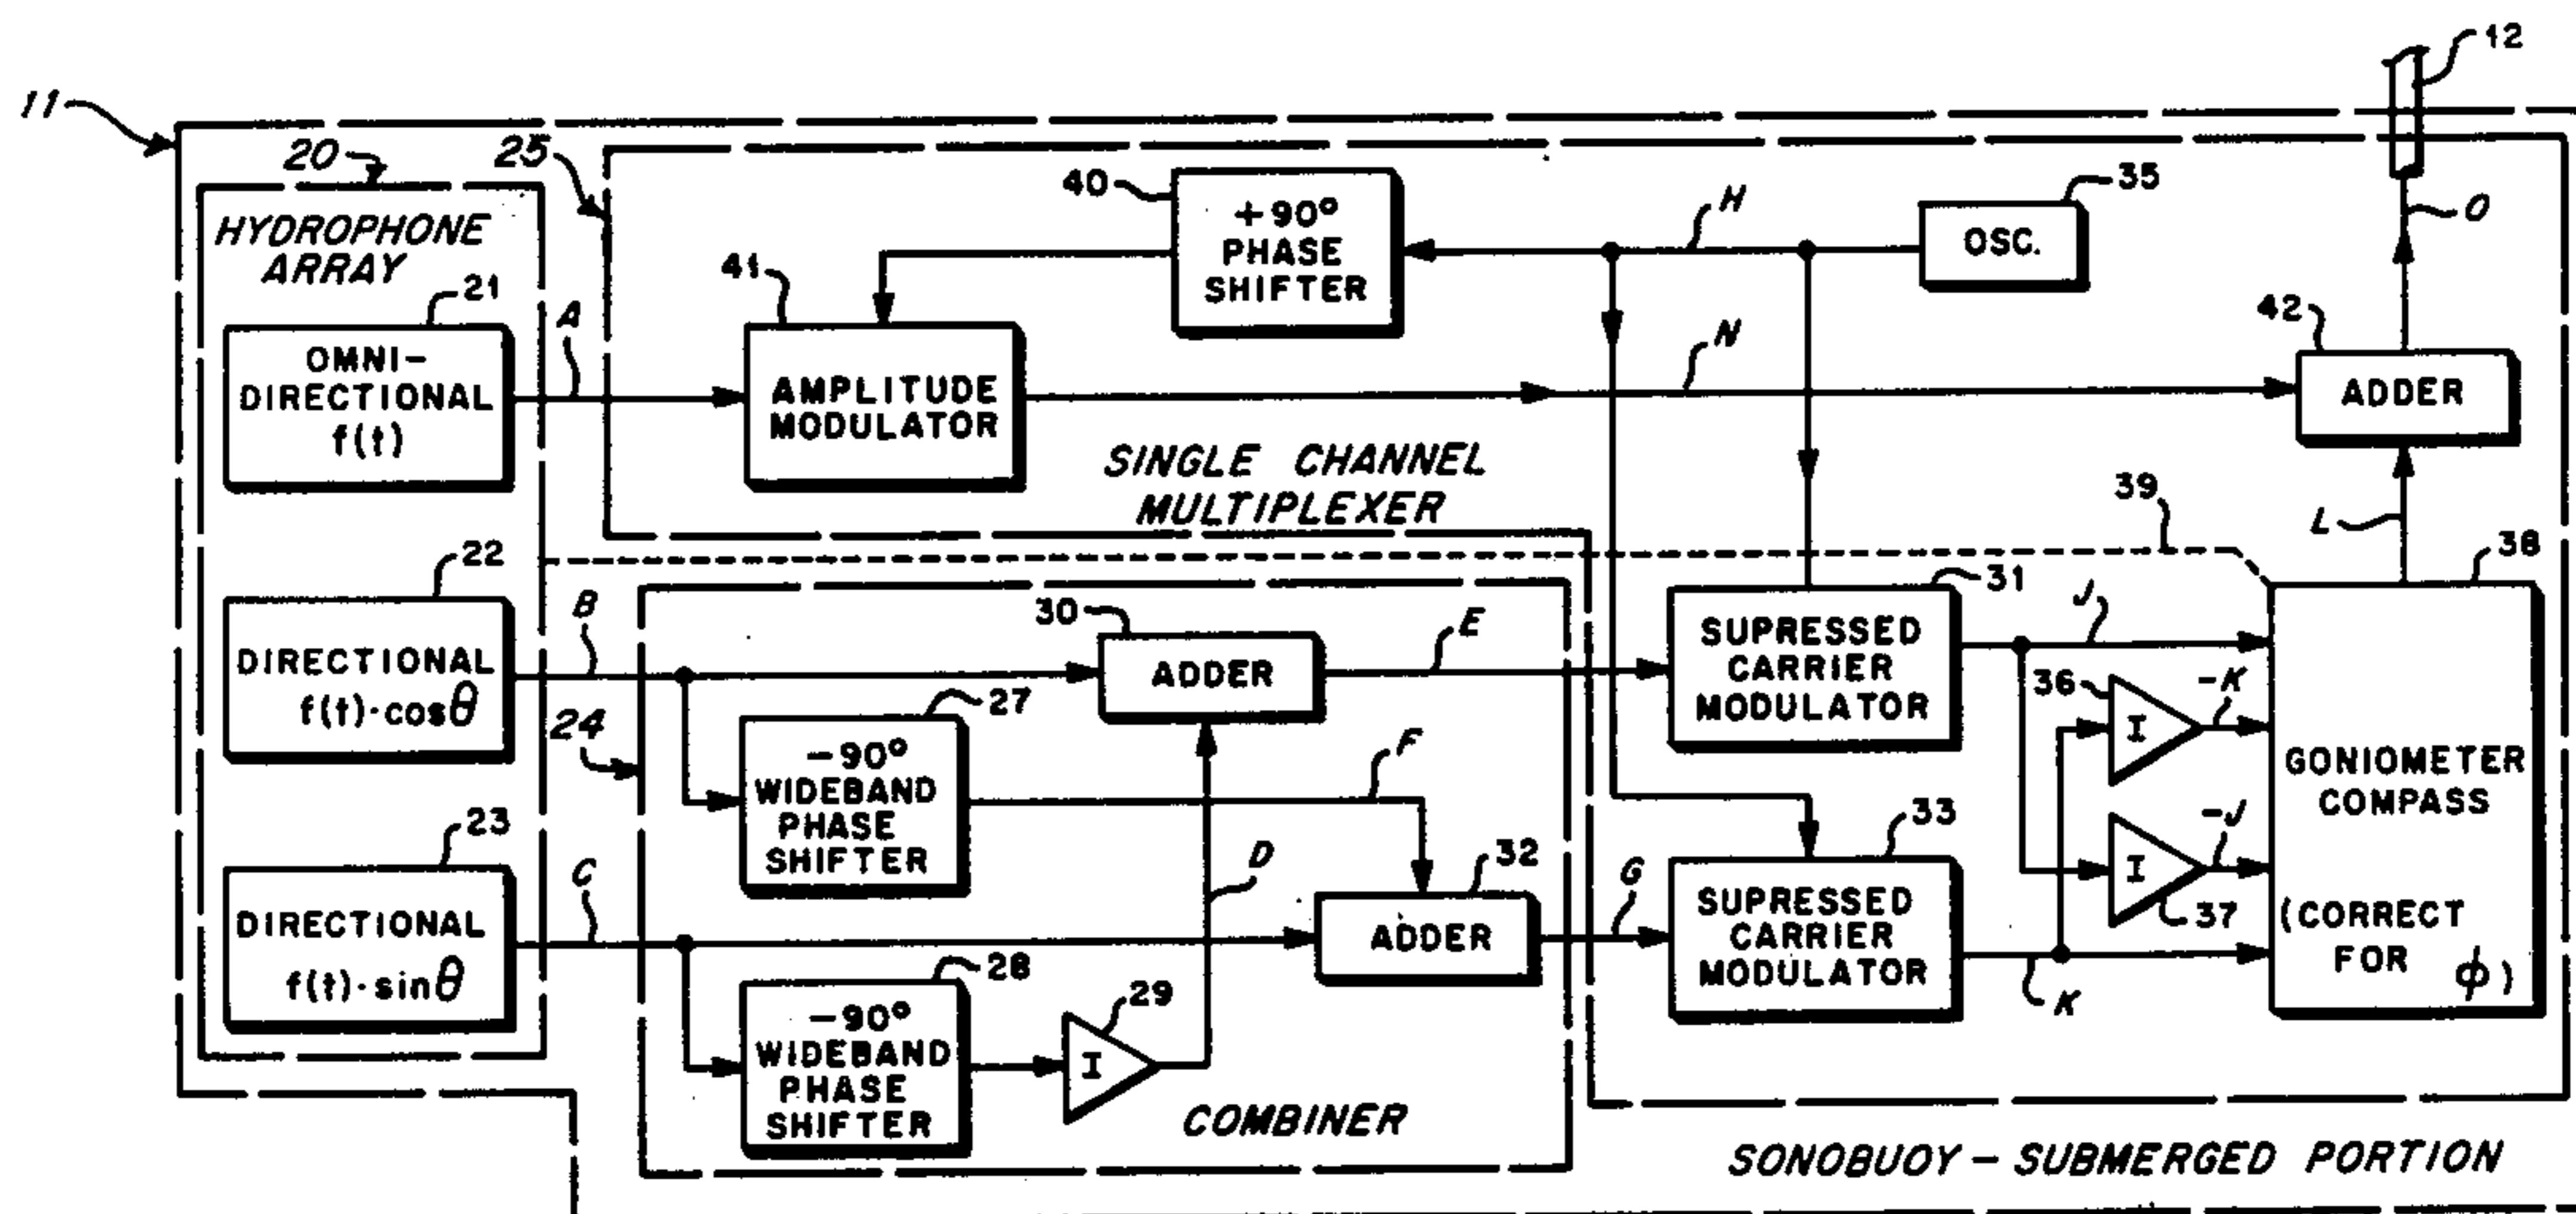 11
12
20
25
HYDROPHONE
ARRAY
21
OMNI-
DIRECTIONAL
f(t)
A
22
DIRECTIONAL
f(t)·cosθ
B
23
DIRECTIONAL
f(t)·sinθ
C
40
+90°
PHASE
SHIFTER
H
35
OSC.
O
41
AMPLITUDE
MODULATOR
N
42
ADDER
SINGLE CHANNEL
MULTIPLEXER
39
L
38
24
30
ADDER
E
27
-90°
WIDEBAND
PHASE
SHIFTER
F
D
32
ADDER
G
28
-90°
WIDEBAND
PHASE
SHIFTER
29
I
COMBINER
31
SUPRESSED
CARRIER
MODULATOR
J
36
I
-K
33
SUPRESSED
CARRIER
MODULATOR
-J
I
37
K
GONIOMETER
COMPASS
(CORRECT
FOR ϕ)
SONOBUOY - SUBMERGED PORTION